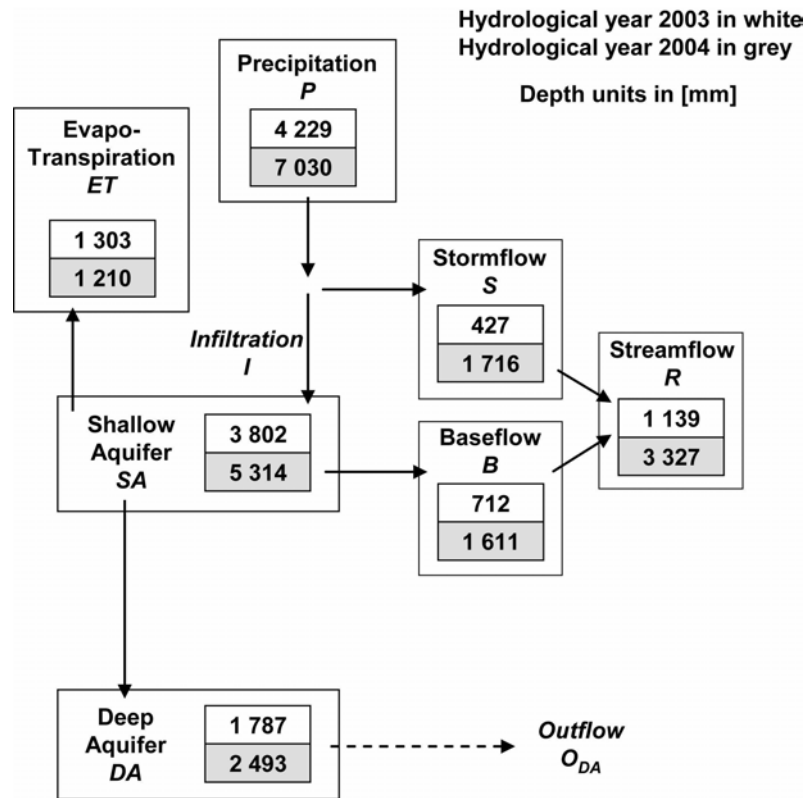 Hydrological year 2003 in white
Hydrological year 2004 in grey
Depth units in [mm]
Precipitation
P
4 229
7 030
Evapo-
Transpiration
ET
1 303
1 210
Stormflow
S
427
1 716
Infiltration
I
Streamflow
R
1 139
3 327
Shallow
Aquifer
SA
3 802
5 314
Baseflow
B
712
1 611
Deep
Aquifer
DA
1 787
2 493
Outflow
O_DA